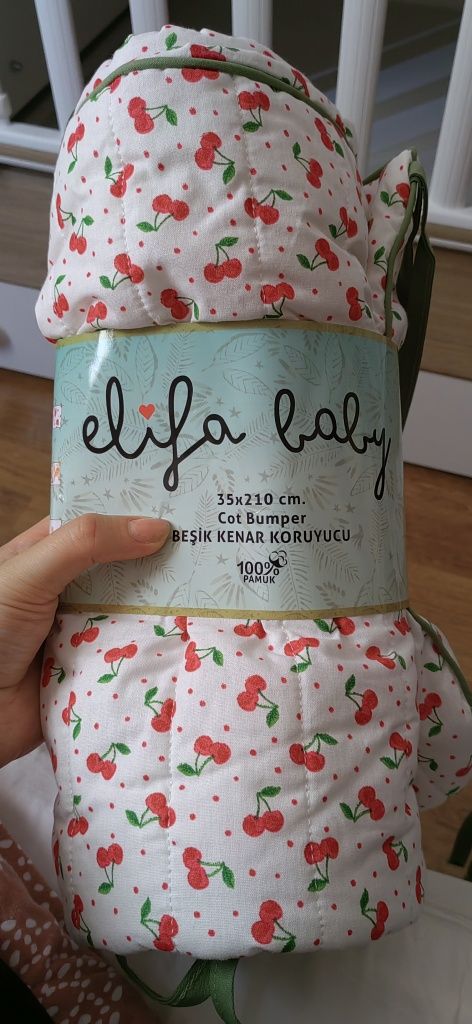 elifa baby
35x210 cm.
Cot Bumper
BEŞİK KENAR KORUYUCU
100%
PAMUK